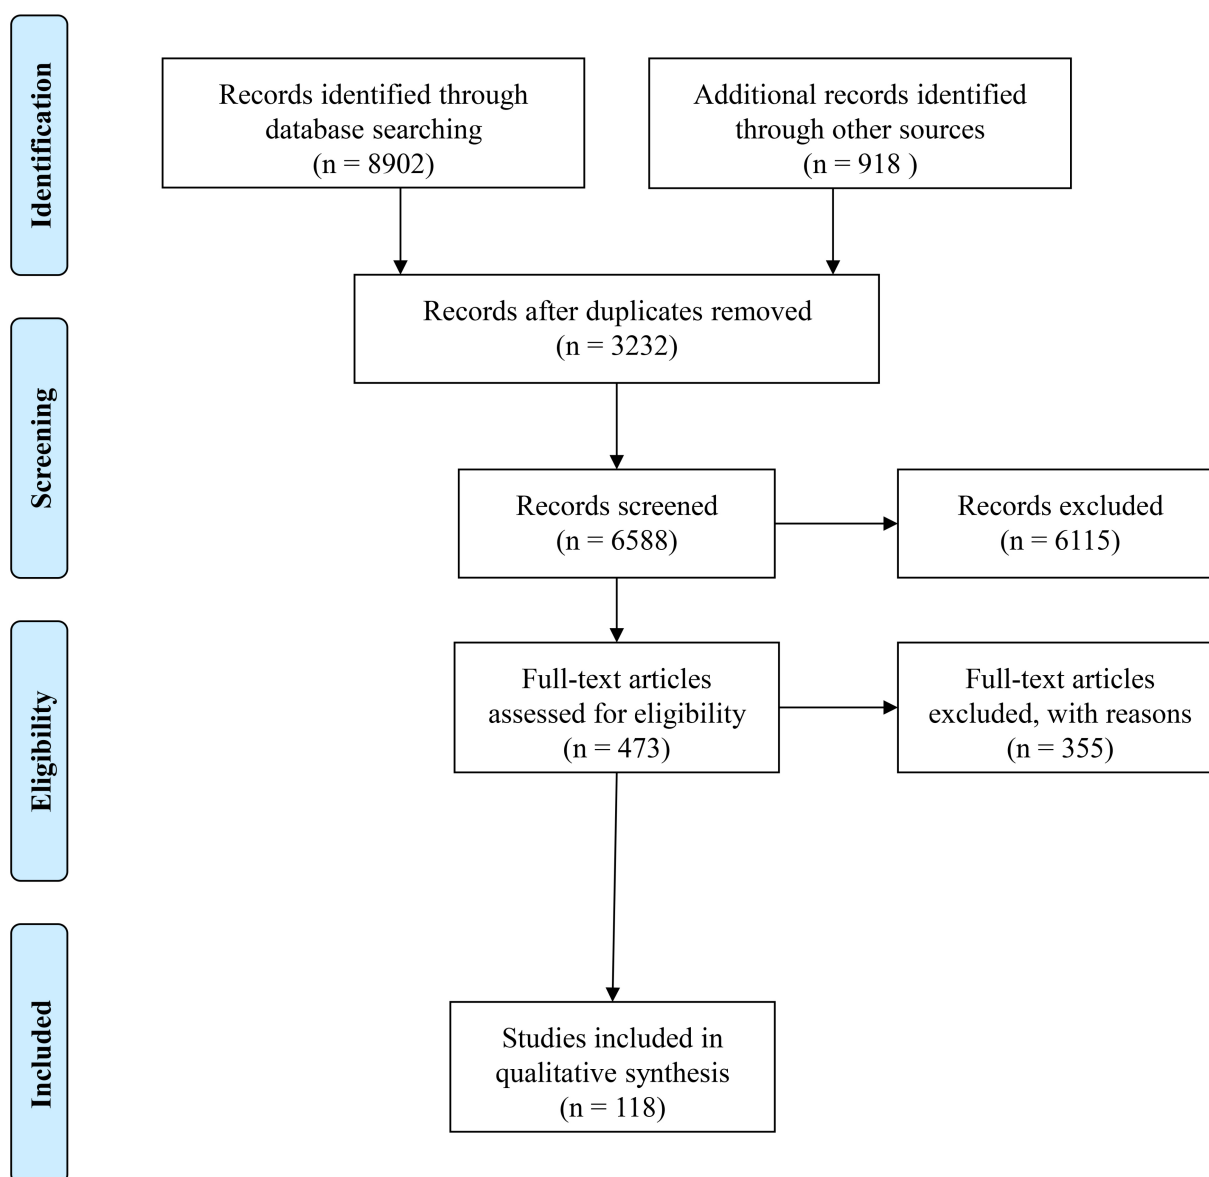 Identification
Records identified through
database searching
(n = 8902)
Additional records identified
through other sources
(n = 918 )
Records after duplicates removed
(n = 3232)
Screening
Records screened
(n = 6588)
Records excluded
(n = 6115)
Eligibility
Full-text articles
assessed for eligibility
(n = 473)
Full-text articles
excluded, with reasons
(n = 355)
Included
Studies included in
qualitative synthesis
(n = 118)